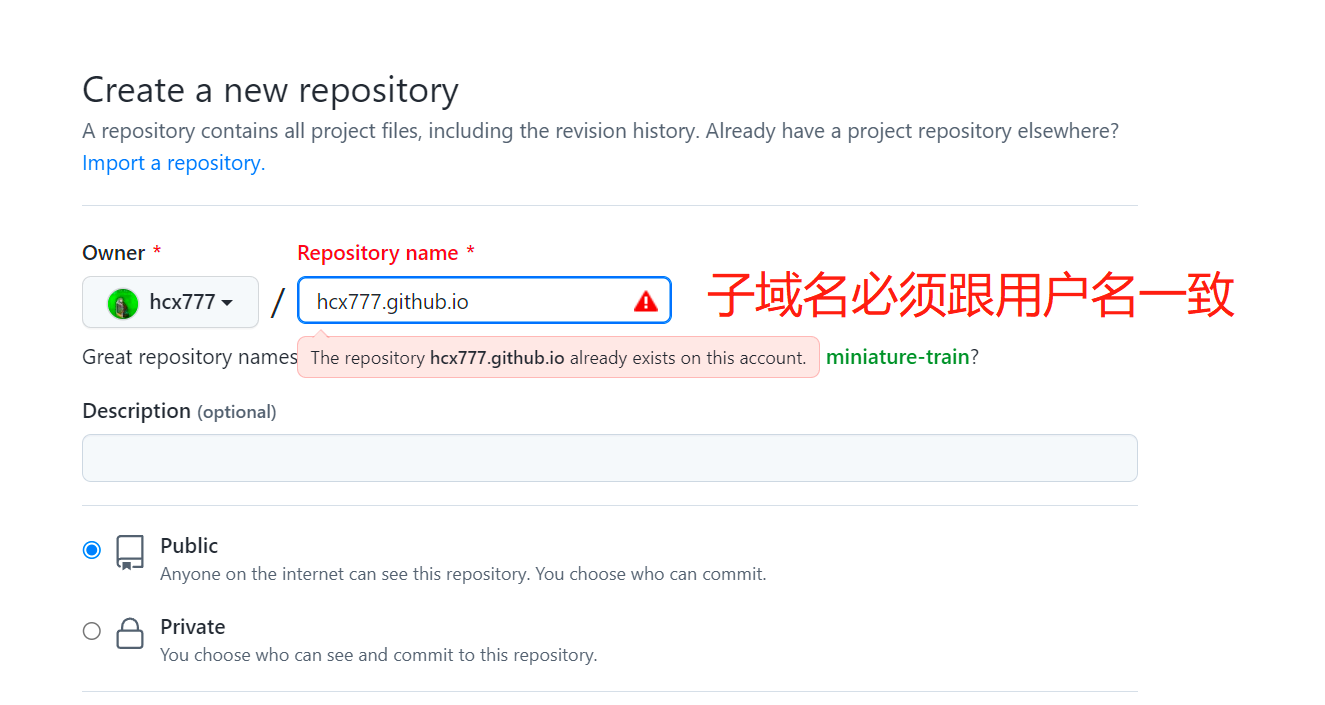 Create a new repository
A repository contains all project files, including the revision history. Already have a project repository elsewhere?
Import a repository.
Owner *
Repository name *
hcx777
/
hcx777.github.io
子域名必须跟用户名一致
Great repository names
The repository hcx777.github.io already exists on this account.
miniature-train?
Description (optional)
Public
Anyone on the internet can see this repository. You choose who can commit.
Private
You choose who can see and commit to this repository.